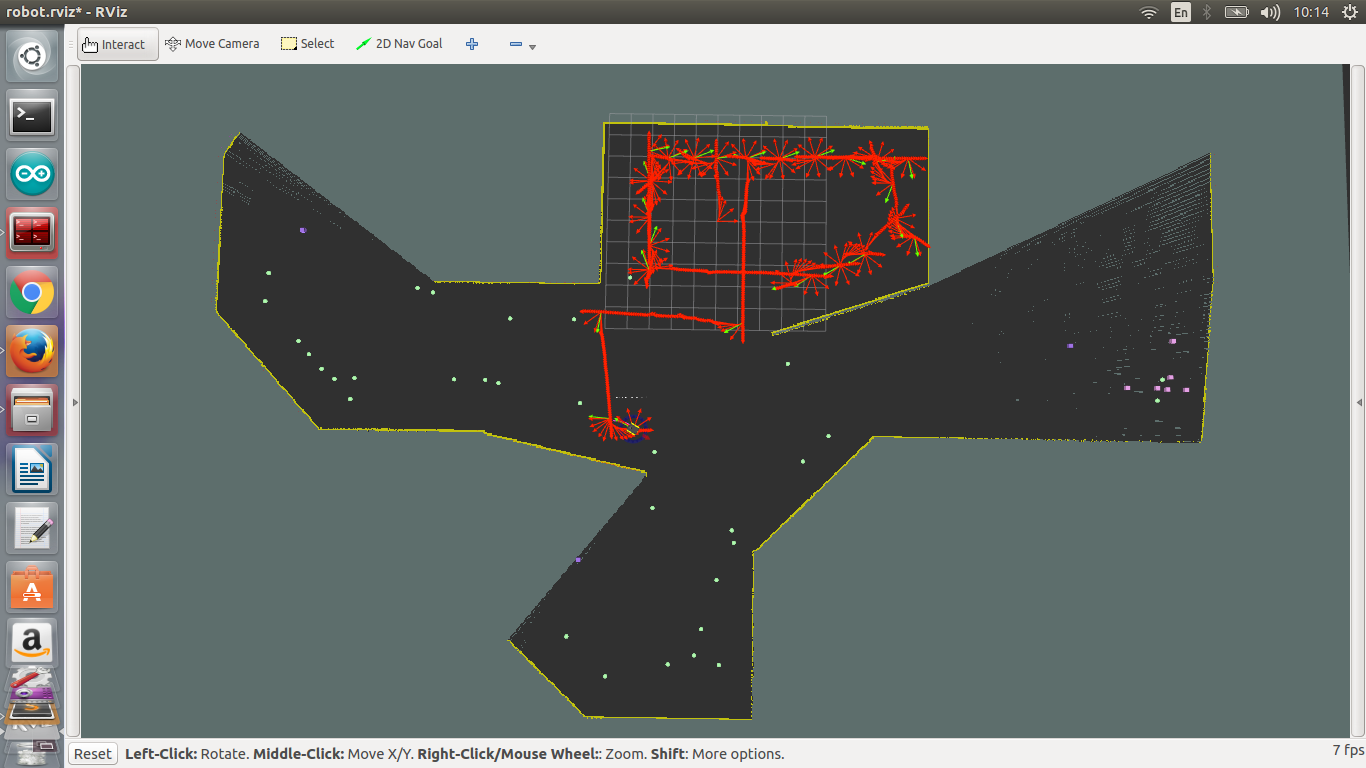 robot.rviz* - RViz
En
10:14
Interact
Move Camera
Select
2D Nav Goal
Reset
Left-Click: Rotate. Middle-Click: Move X/Y. Right-Click/Mouse Wheel:: Zoom. Shift: More options.
7 fps